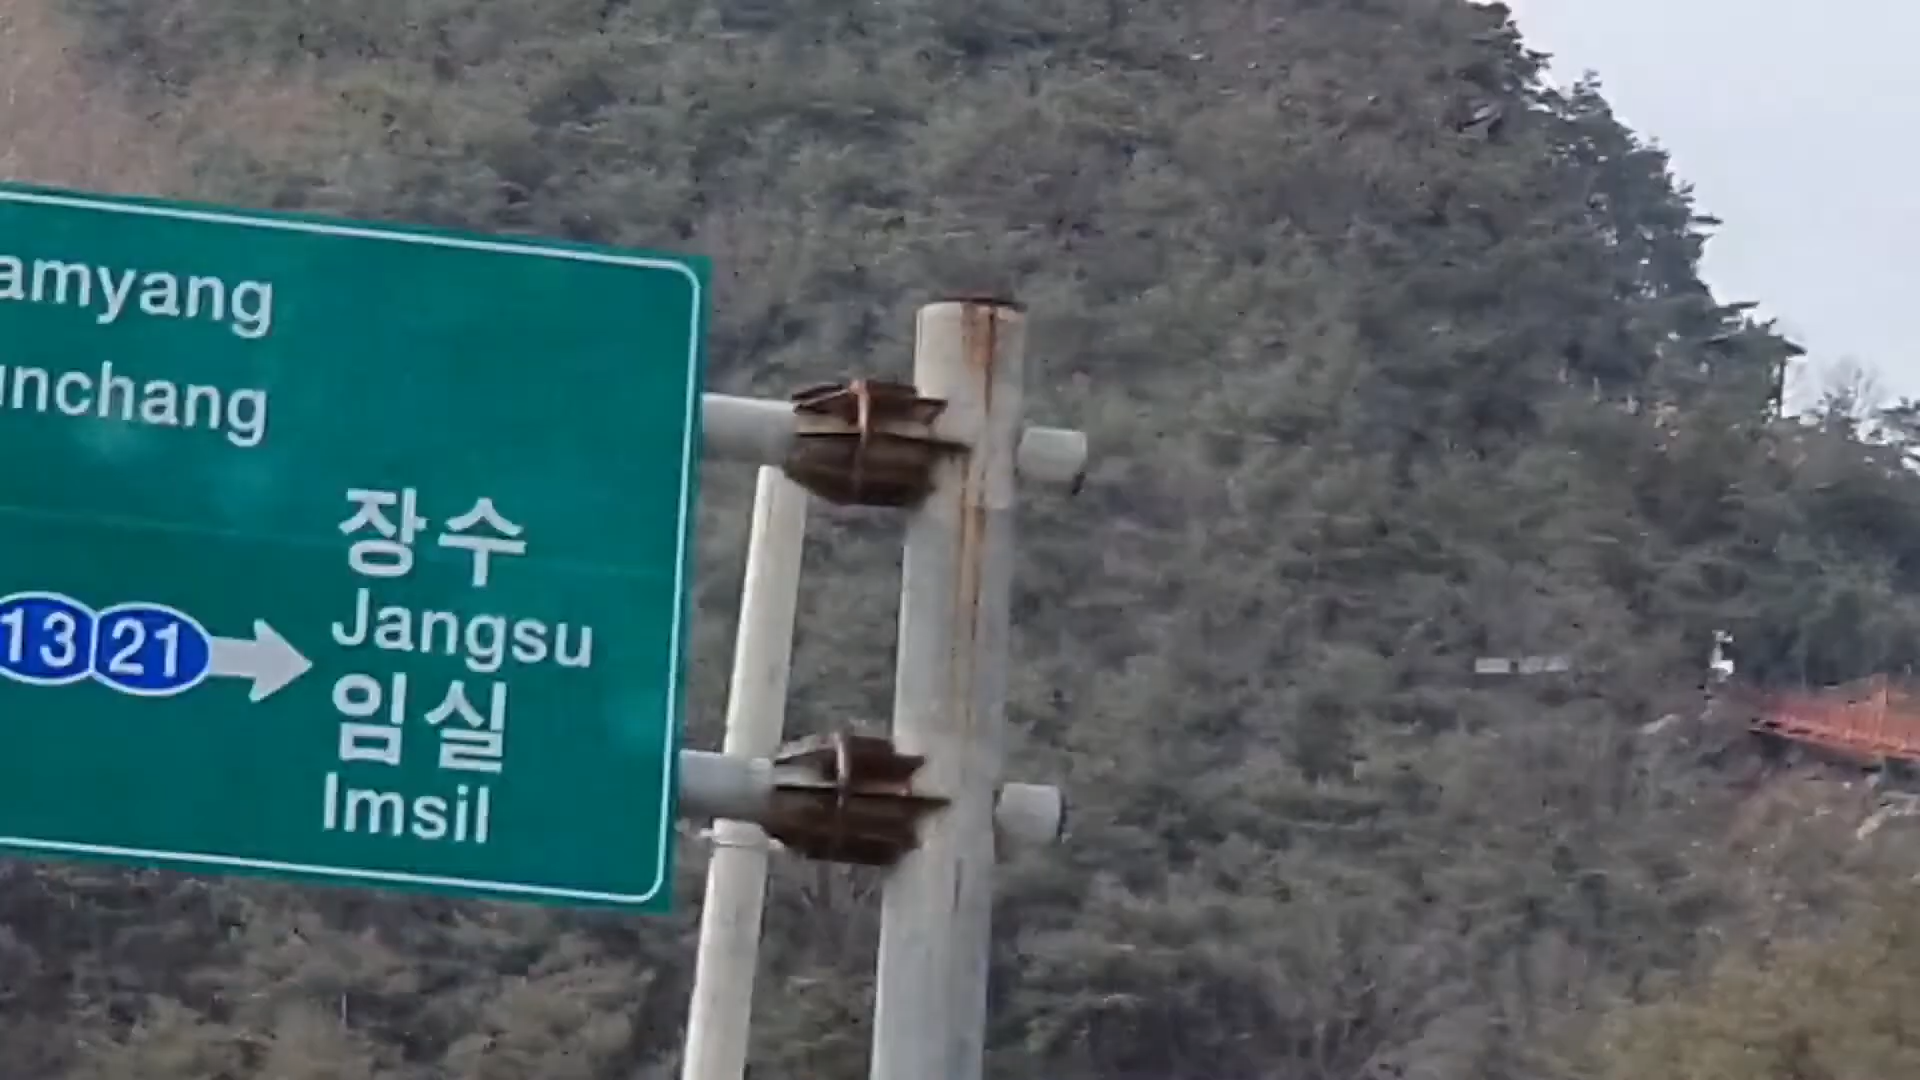 amyang
unchang
장수
Jangsu
13 21
임실
Imsil